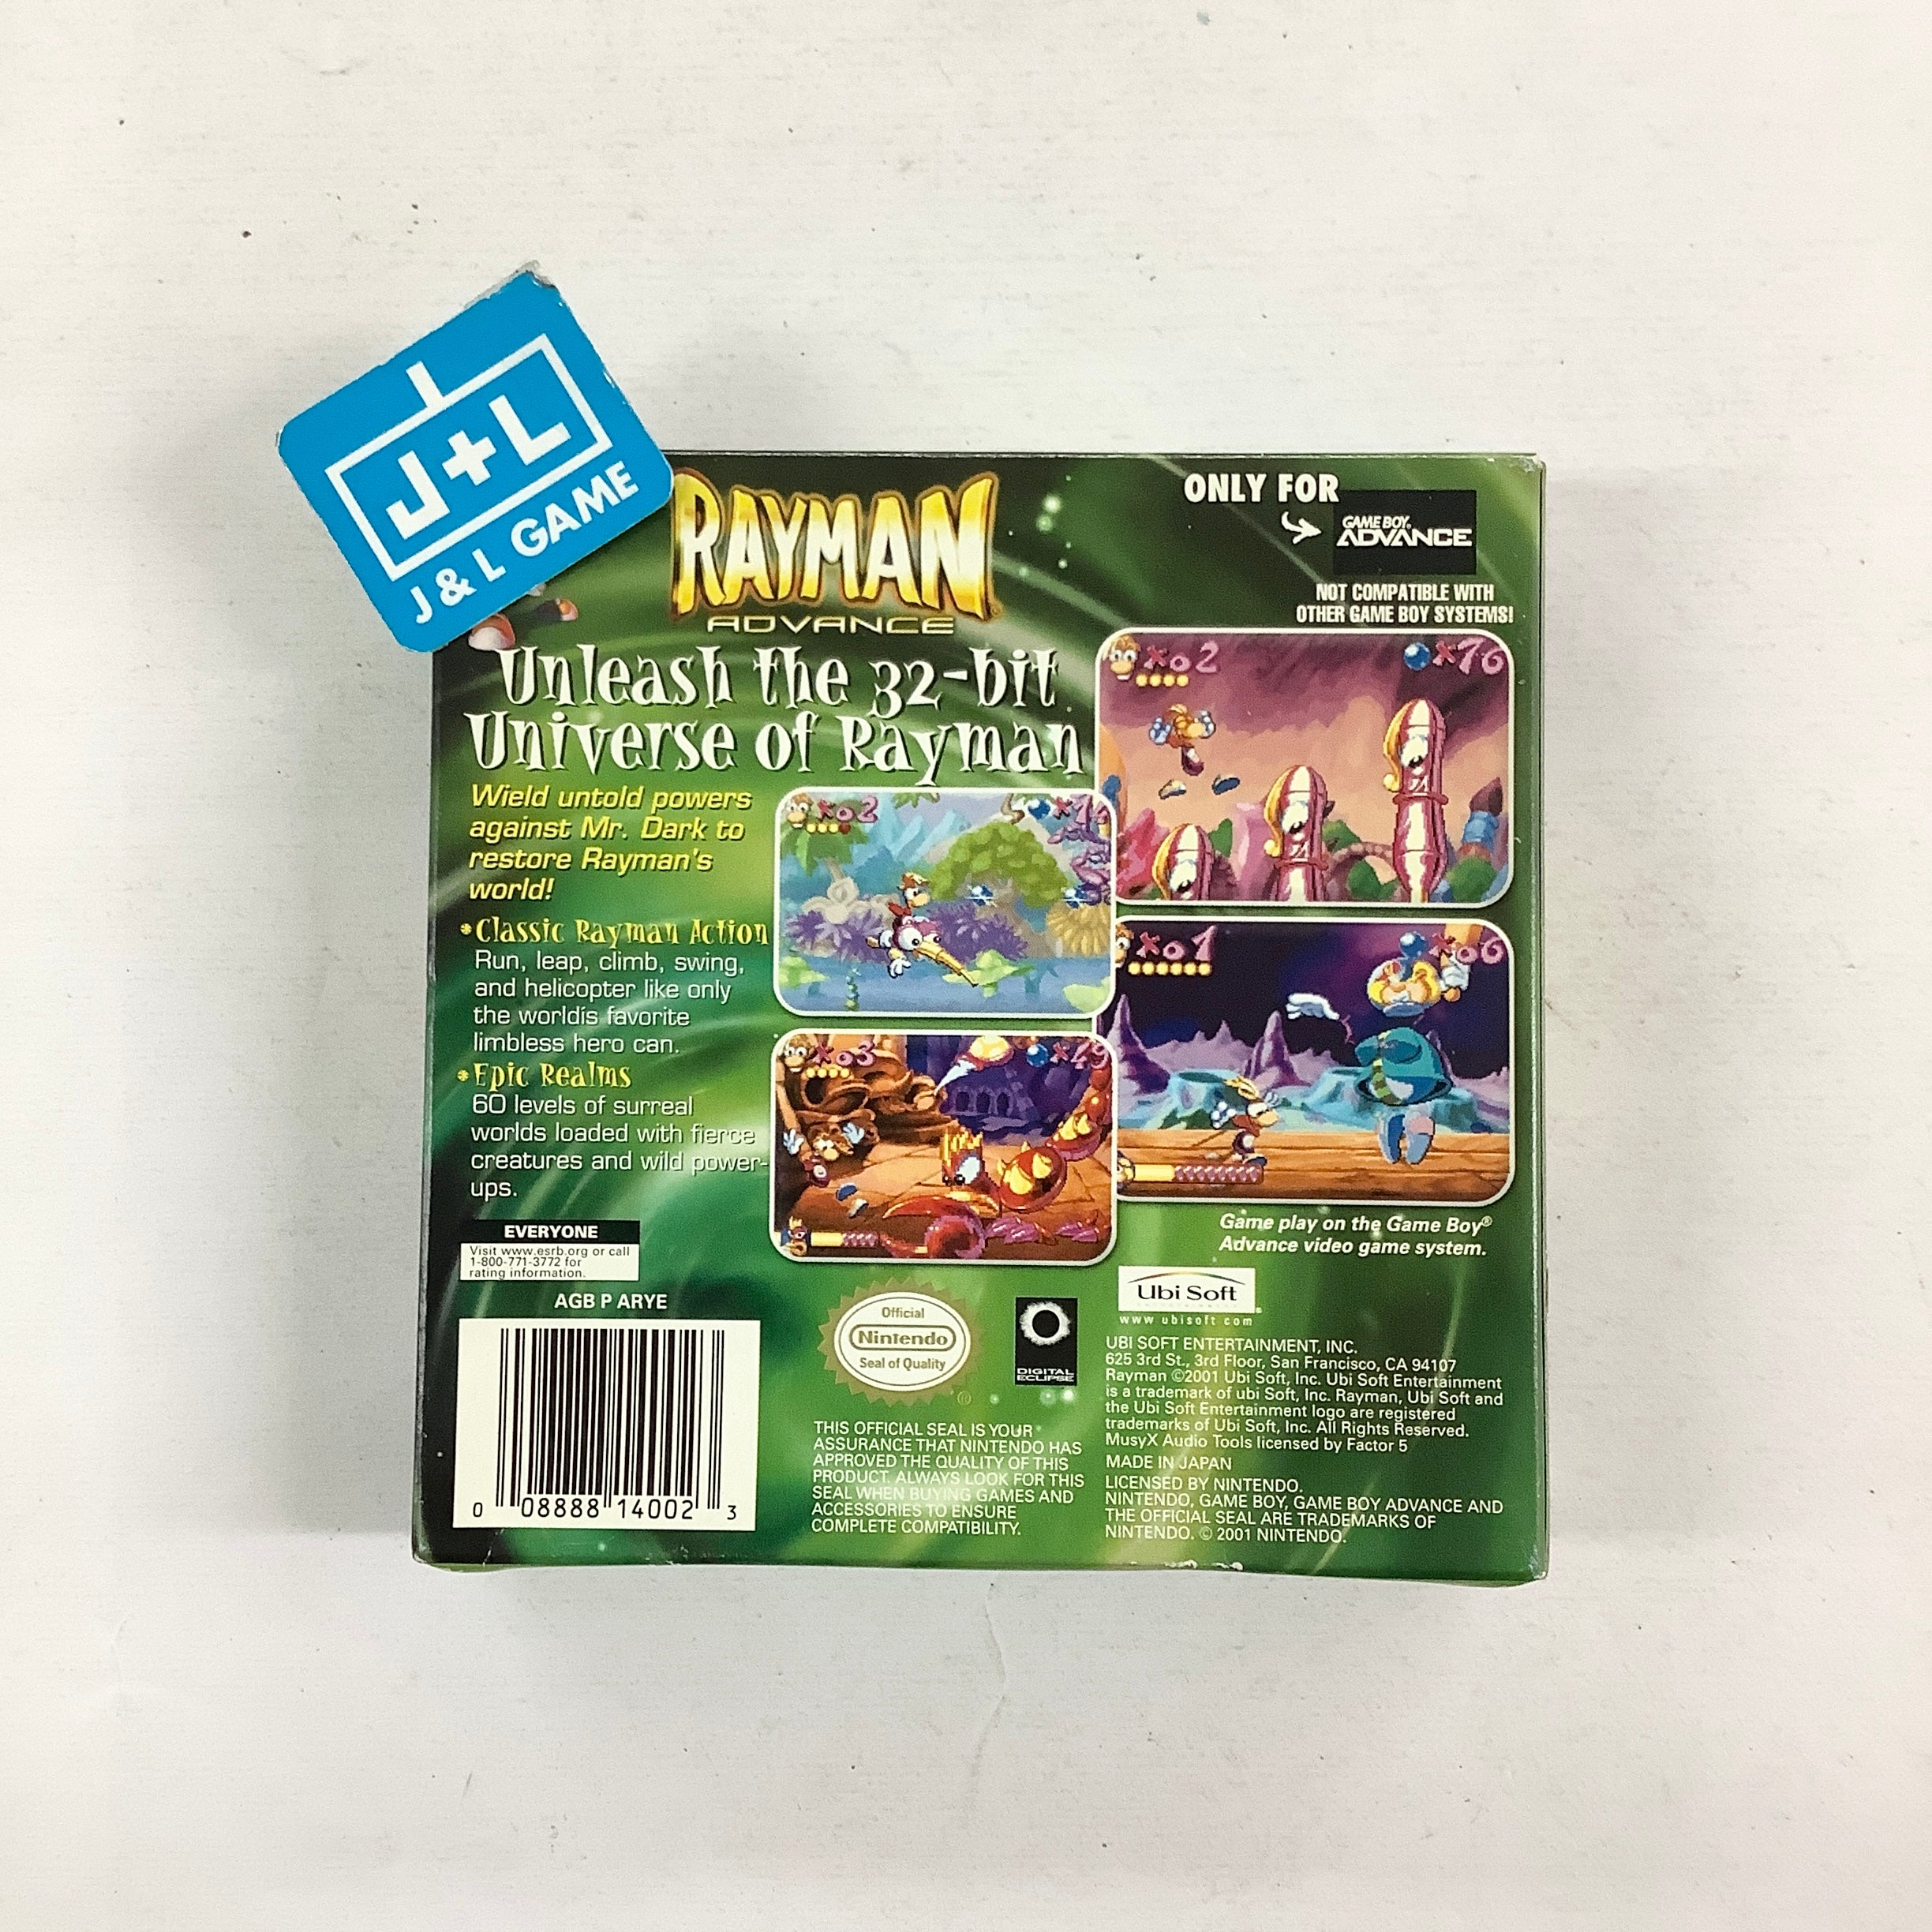 J+L
J & L GAME
RAYMAN
ADVANCE
ONLY FOR
GAME BOY
ADVANCE
NOT COMPATIBLE WITH
OTHER GAME BOY SYSTEMS!
Unleash the 32-bit
Universe of Rayman
Wield untold powers
against Mr. Dark to
restore Rayman's
world!
•Classic Rayman Action
Run, leap, climb, swing,
and helicopter like only
the worldís favorite
limbless hero can.
•Epic Realms
60 levels of surreal
worlds loaded with fierce
creatures and wild power-
ups.
×02
×76
×02
×01
×06
×03
Game play on the Game Boy®
Advance video game system.
EVERYONE
Visit www.esrb.org or call
1-800-771-3772 for
rating information.
AGB P ARYE
0 08888 14002 3
Official
Nintendo
Seal of Quality
®
DIGITAL
ECLIPSE
THIS OFFICIAL SEAL IS YOUR
ASSURANCE THAT NINTENDO HAS
APPROVED THE QUALITY OF THIS
PRODUCT. ALWAYS LOOK FOR THIS
SEAL WHEN BUYING GAMES AND
ACCESSORIES TO ENSURE
COMPLETE COMPATIBILITY.
Ubi Soft
www ubisoft com
UBI SOFT ENTERTAINMENT, INC.
625 3rd St., 3rd Floor, San Francisco, CA 94107
Rayman ©2001 Ubi Soft, Inc. Ubi Soft Entertainment
is a trademark of ubi Soft, Inc. Rayman, Ubi Soft and
the Ubi Soft Entertainment logo are registered
trademarks of Ubi Soft, Inc. All Rights Reserved.
MusyX Audio Tools licensed by Factor 5
MADE IN JAPAN
LICENSED BY NINTENDO.
NINTENDO, GAME BOY, GAME BOY ADVANCE AND
THE OFFICIAL SEAL ARE TRADEMARKS OF
NINTENDO. © 2001 NINTENDO.